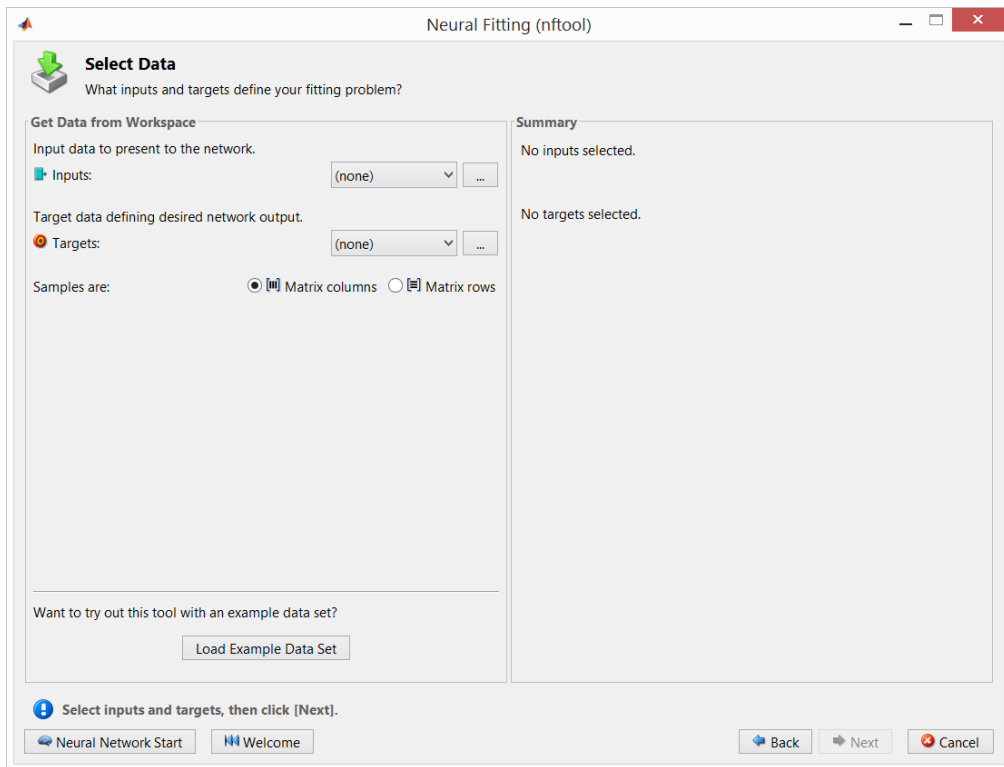 Neural Fitting (nftool)
Select Data
What inputs and targets define your fitting problem?
Get Data from Workspace
Input data to present to the network.
Inputs: (none) ...
Target data defining desired network output.
Targets: (none) ...
Samples are: Matrix columns Matrix rows
Want to try out this tool with an example data set?
Load Example Data Set
Summary
No inputs selected.
No targets selected.
Select inputs and targets, then click [Next].
Neural Network Start Welcome Back Next Cancel